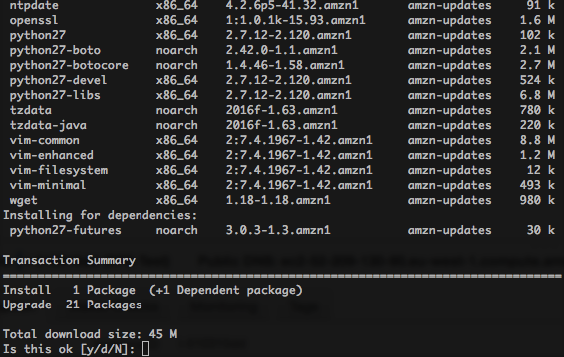 ntpdate x86_64 4.2.6p5-41.32.amzn1 amzn-updates 91 k
openssl x86_64 1:1.0.1k-15.93.amzn1 amzn-updates 1.6 M
python27 x86_64 2.7.12-2.120.amzn1 amzn-updates 102 k
python27-boto noarch 2.42.0-1.1.amzn1 amzn-updates 2.1 M
python27-botocore noarch 1.4.46-1.58.amzn1 amzn-updates 2.7 M
python27-devel x86_64 2.7.12-2.120.amzn1 amzn-updates 524 k
python27-libs x86_64 2.7.12-2.120.amzn1 amzn-updates 6.8 M
tzdata noarch 2016f-1.63.amzn1 amzn-updates 780 k
tzdata-java noarch 2016f-1.63.amzn1 amzn-updates 220 k
vim-common x86_64 2:7.4.1967-1.42.amzn1 amzn-updates 8.8 M
vim-enhanced x86_64 2:7.4.1967-1.42.amzn1 amzn-updates 1.2 M
vim-filesystem x86_64 2:7.4.1967-1.42.amzn1 amzn-updates 12 k
vim-minimal x86_64 2:7.4.1967-1.42.amzn1 amzn-updates 493 k
wget x86_64 1.18-1.18.amzn1 amzn-updates 980 k
Installing for dependencies:
python27-futures noarch 3.0.3-1.3.amzn1 amzn-updates 30 k
Transaction Summary
================================================================================
Install 1 Package (+1 Dependent package)
Upgrade 21 Packages
Total download size: 45 M
Is this ok [y/d/N]: